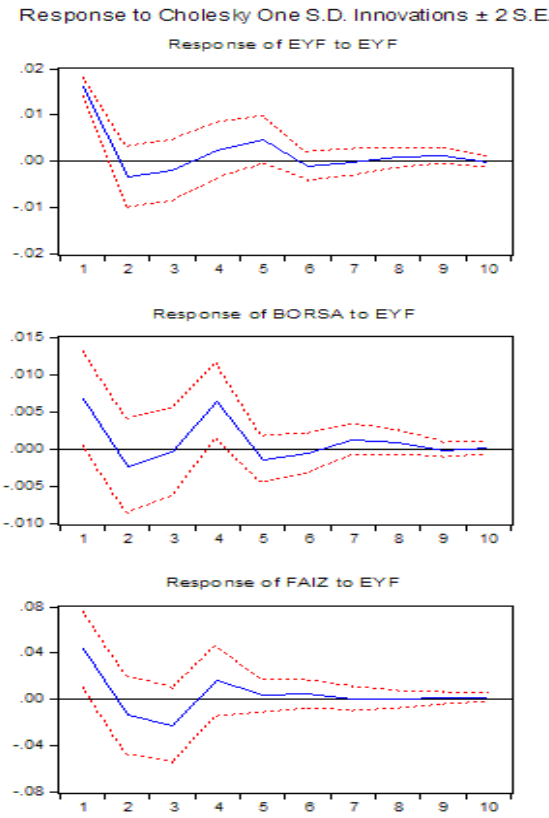 Response to Cholesky One S.D. Innovations ± 2 S.E.
Response of EYF to EYF
.02
.01
.00
-.01
-.02
1 2 3 4 5 6 7 8 9 10
Response of BORSA to EYF
.015
.010
.005
.000
-.005
-.010
1 2 3 4 5 6 7 8 9 10
Response of FAIZ to EYF
.08
.04
.00
-.04
-.08
1 2 3 4 5 6 7 8 9 10